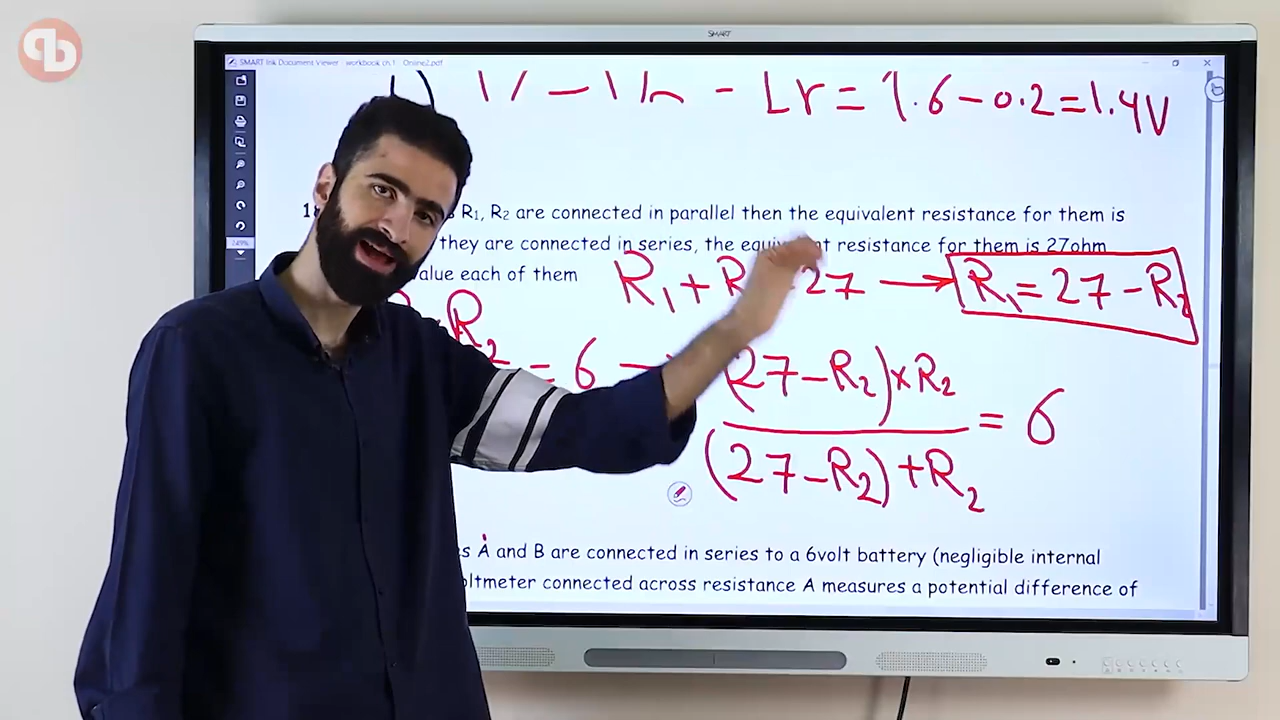 qb
SMART
SMART Ink Document Viewer workbook ch.1 Online2.pdf
- Ir = 1.6 - 0.2 = 1.4V
R₁, R₂ are connected in parallel then the equivalent resistance for them is
they are connected in series, the resistance for them is 27ohm
value each of them
R₁ + 27 → R₁ = 27 - R₂
R₂ = 6 → (27 - R₂) × R₂
(27 - R₂) + R₂ = 6
149%
A and B are connected in series to a 6volt battery (negligible internal
voltmeter connected across resistance A measures a potential difference of